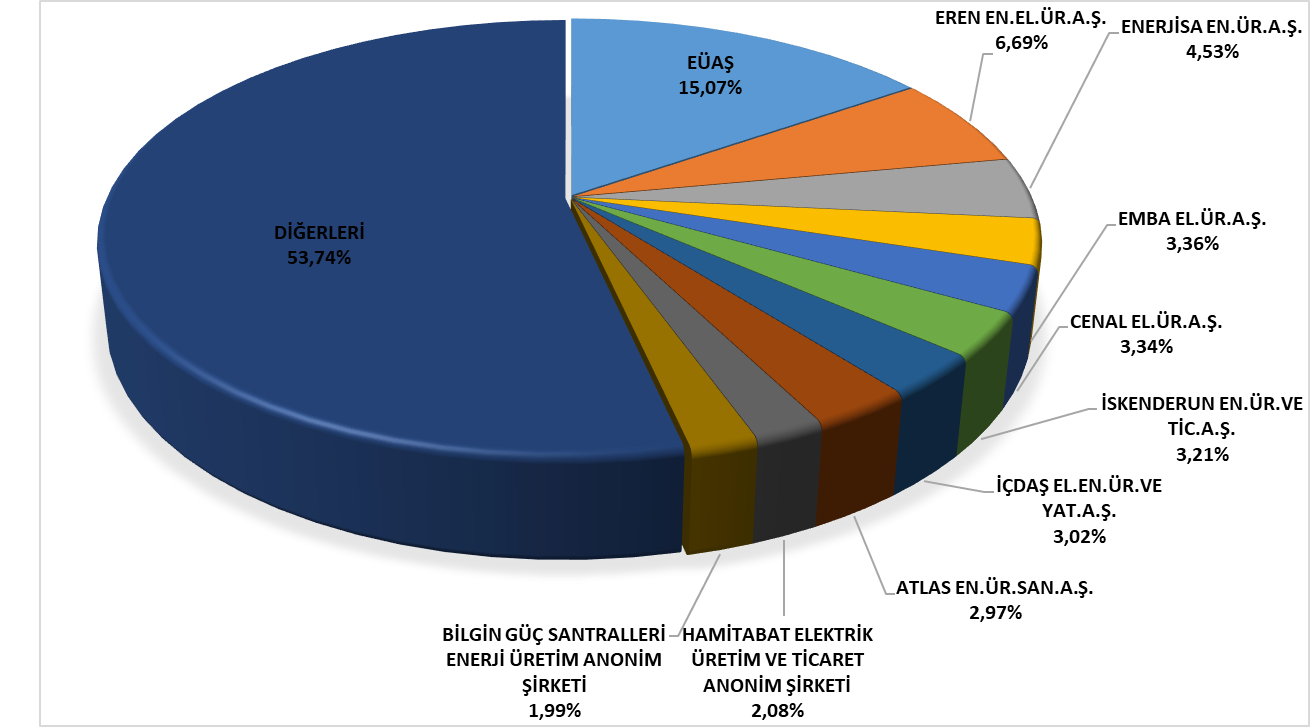 EÜAŞ
15,07%
EREN EN.EL.ÜR.A.Ş.
6,69%
ENERJİSA EN.ÜR.A.Ş.
4,53%
EMBA EL.ÜR.A.Ş.
3,36%
CENAL EL.ÜR.A.Ş.
3,34%
İSKENDERUN EN.ÜR.VE
TİC.A.Ş.
3,21%
İÇDAŞ EL.EN.ÜR.VE
YAT.A.Ş.
3,02%
ATLAS EN.ÜR.SAN.A.Ş.
2,97%
HAMİTABAT ELEKTRİK
ÜRETİM VE TİCARET
ANONİM ŞİRKETİ
2,08%
BİLGİN GÜÇ SANTRALLERİ
ENERJİ ÜRETİM ANONİM
ŞİRKETİ
1,99%
DİĞERLERİ
53,74%